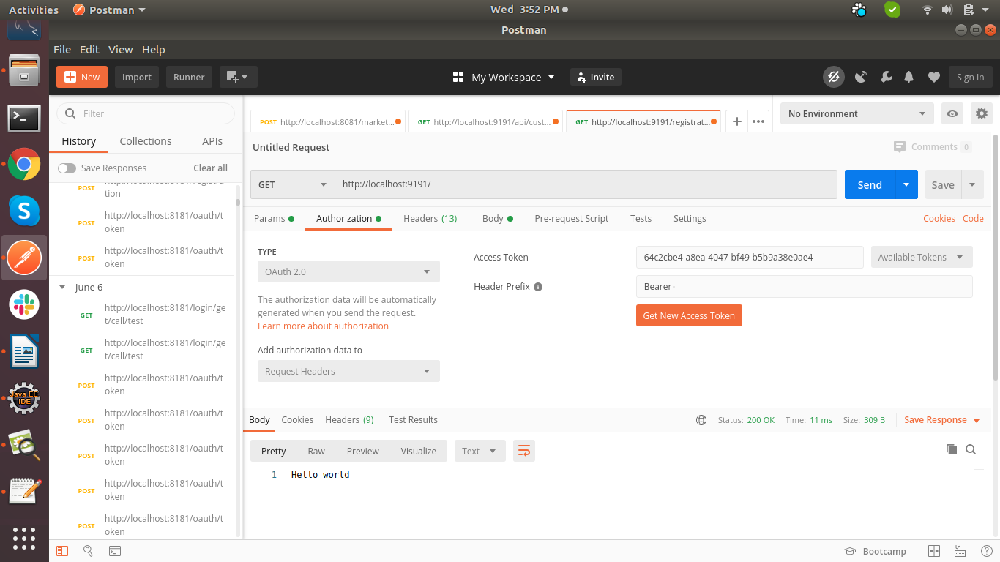 Activities Postman Wed 3:52 PM
Postman
File Edit View Help
New Import Runner My Workspace Invite Sign In
Filter
History Collections APIs
Save Responses Clear all
POST
tion
POST http://localhost:8181/oauth/t
oken
POST http://localhost:8181/oauth/t
oken
June 6
GET http://localhost:8181/login/ge
t/call/test
GET http://localhost:8181/login/ge
t/call/test
POST http://localhost:8181/oauth/t
oken
POST http://localhost:8181/oauth/t
oken
POST http://localhost:8181/oauth/t
oken
POST http://localhost:8181/oauth/t
oken
POST http://localhost:8181/oauth/t
oken
Java EE
IDE
POST http://localhost:8081/market... GET http://localhost:9191/api/cust... GET http://localhost:9191/registrat... No Environment
Untitled Request Comments 0
GET http://localhost:9191/ Send Save
Params Authorization Headers (13) Body Pre-request Script Tests Settings Cookies Code
TYPE
OAuth 2.0
The authorization data will be automatically
generated when you send the request.
Learn more about authorization
Add authorization data to
Request Headers
Access Token 64c2cbe4-a8ea-4047-bf49-b5b9a38e0ae4 Available Tokens
Header Prefix Bearer
Get New Access Token
Body Cookies Headers (9) Test Results Status: 200 OK Time: 11 ms Size: 309 B Save Response
Pretty Raw Preview Visualize Text
1 Hello world
Bootcamp